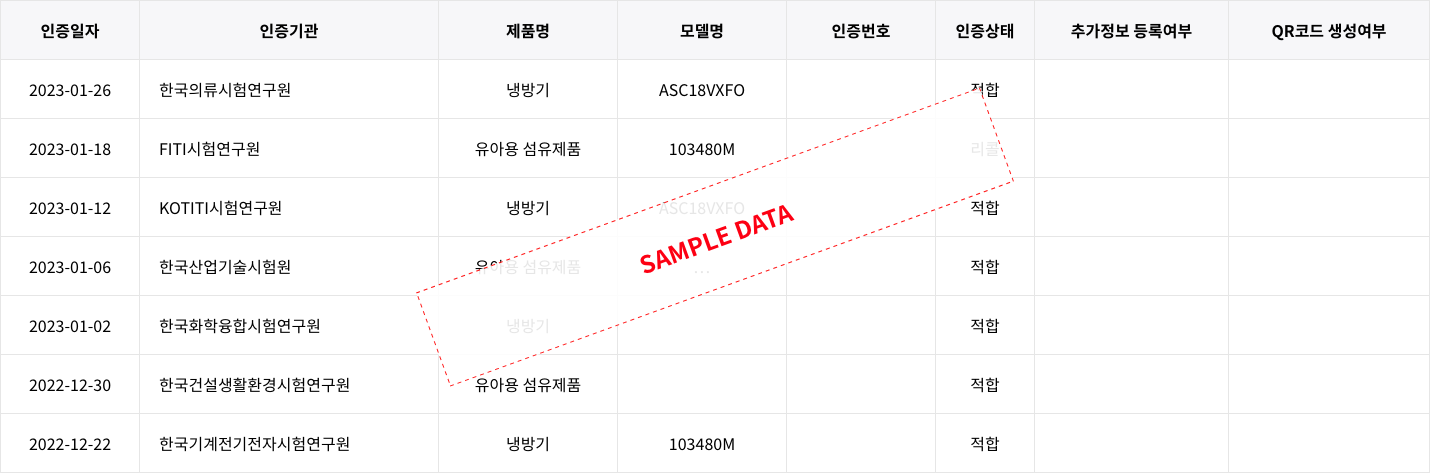 인증일자 인증기관 제품명 모델명 인증번호 인증상태 추가정보 등록여부 QR코드 생성여부
2023-01-26 한국의류시험연구원 냉방기 ASC18VXFO 적합
2023-01-18 FITI시험연구원 유아용 섬유제품 103480M 리콜
2023-01-12 KOTITI시험연구원 냉방기 ASC18VXFO 적합
SAMPLE DATA
2023-01-06 한국산업기술시험원 유아용 섬유제품 ... 적합
2023-01-02 한국화학융합시험연구원 냉방기 적합
2022-12-30 한국건설생활환경시험연구원 유아용 섬유제품 적합
2022-12-22 한국기계전기전자시험연구원 냉방기 103480M 적합